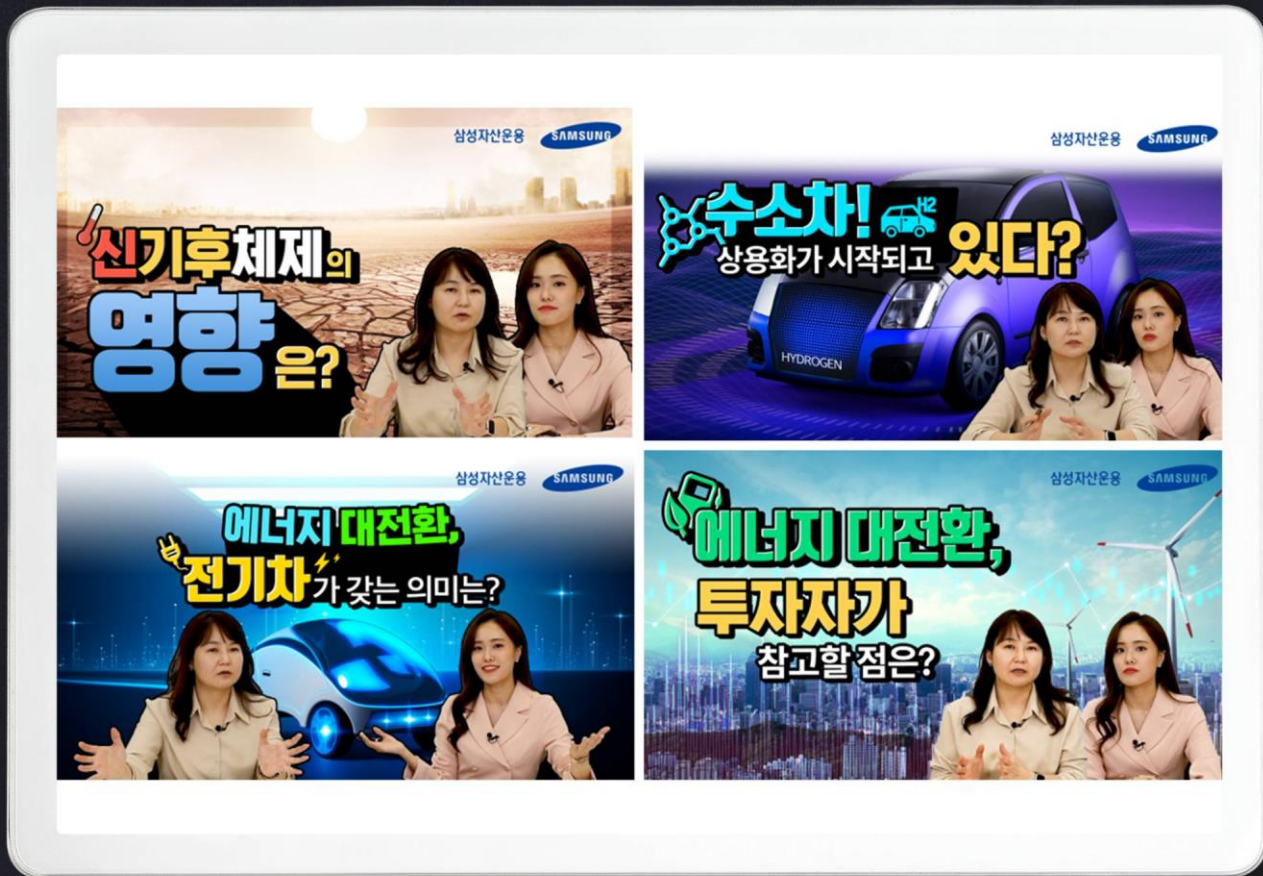 삼성자산운용 SAMSUNG
신기후체제의
영향은?
삼성자산운용 SAMSUNG
수소차! H2
상용화가 시작되고 있다?
HYDROGEN
삼성자산운용 SAMSUNG
에너지 대전환,
전기차가 갖는 의미는?
삼성자산운용 SAMSUNG
에너지 대전환,
투자자가
참고할 점은?